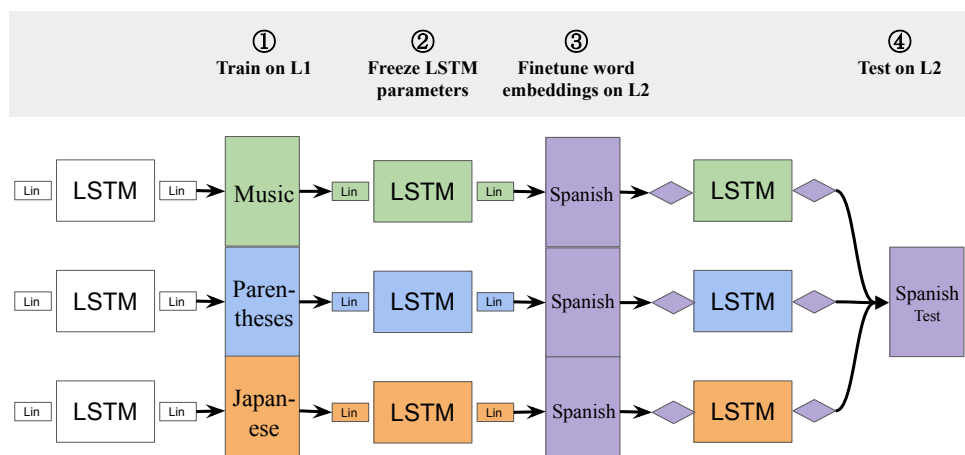 ① ② ③ ④
Train on L1 Freeze LSTM Finetune word Test on L2
parameters embeddings on L2
Lin LSTM Lin Music Lin LSTM Lin Spanish LSTM
Lin LSTM Lin Paren-
theses Lin LSTM Lin Spanish LSTM Spanish
Test
Lin LSTM Lin Japan-
ese Lin LSTM Lin Spanish LSTM